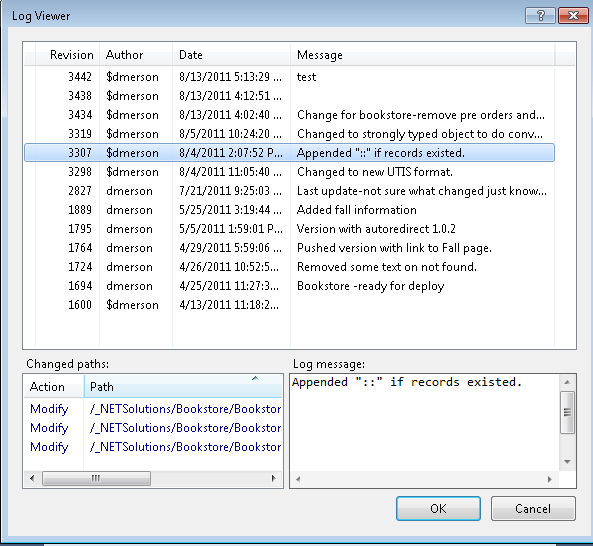 Log Viewer
Revision Author Date Message
3442 $dmerson 8/13/2011 5:13:29 ... test
3438 $dmerson 8/13/2011 4:12:51 ...
3434 $dmerson 8/13/2011 4:02:40 ... Change for bookstore-remove pre orders and...
3319 $dmerson 8/5/2011 10:24:20 ... Changed to strongly typed object to do conv...
3307 $dmerson 8/4/2011 2:07:52 P... Appended "::" if records existed.
3298 $dmerson 8/4/2011 11:05:40 ... Changed to new UTIS format.
2827 dmerson 7/21/2011 9:25:03 ... Last update-not sure what changed just know...
1889 dmerson 5/25/2011 3:19:44 ... Added fall information
1795 dmerson 5/5/2011 1:59:01 P... Version with autoredirect 1.0.2
1764 dmerson 4/29/2011 5:59:06 ... Pushed version with link to Fall page.
1724 dmerson 4/26/2011 10:52:5... Removed some text on not found.
1694 dmerson 4/25/2011 11:27:3... Bookstore -ready for deploy
1600 $dmerson 4/13/2011 11:18:2...
Changed paths: Log message:
Action Path
Appended "::" if records existed.
Modify /_NETSolutions/Bookstore/Bookstor
Modify /_NETSolutions/Bookstore/Bookstor
Modify /_NETSolutions/Bookstore/Bookstor
OK Cancel